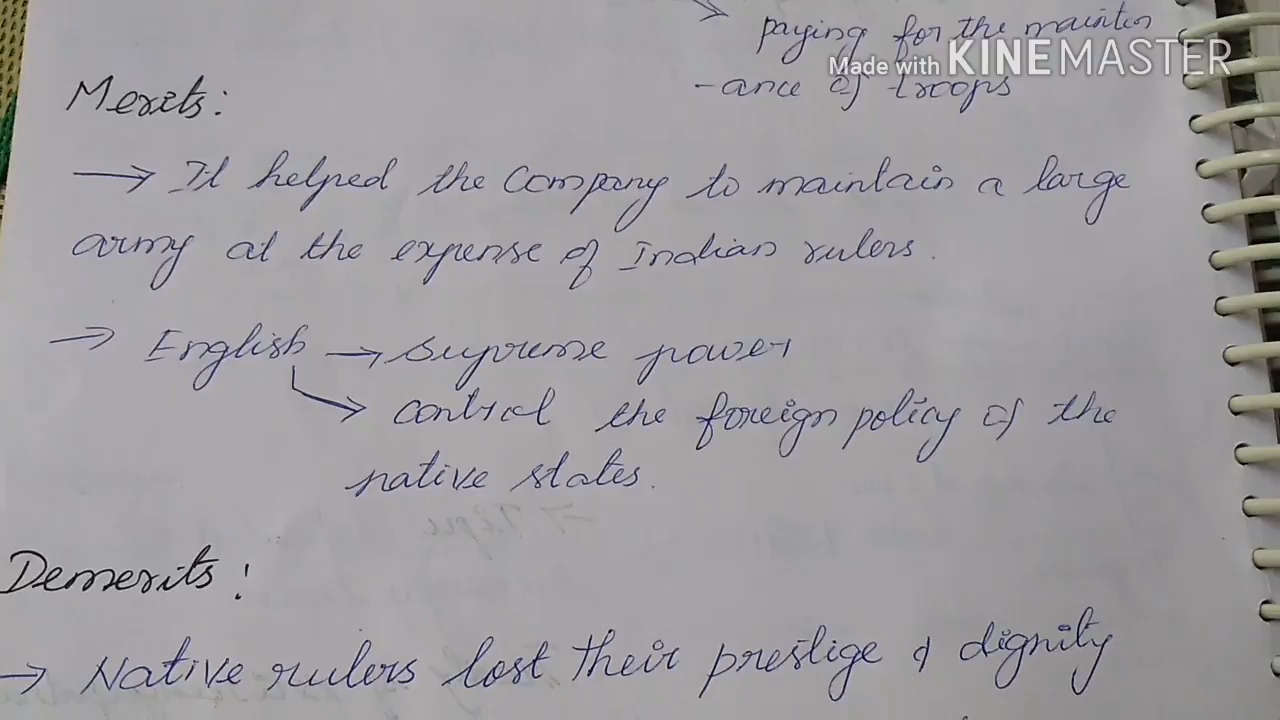 → paying for the mainten
Made with KINEMASTER
-ance of troops
Merits:
→ It helped the Company to maintain a large
army at the expense of Indian rulers.
→ English → supreme power
→ control the foreign policy of the
native states.
Demerits:
→ Native rulers lost their prestige & dignity